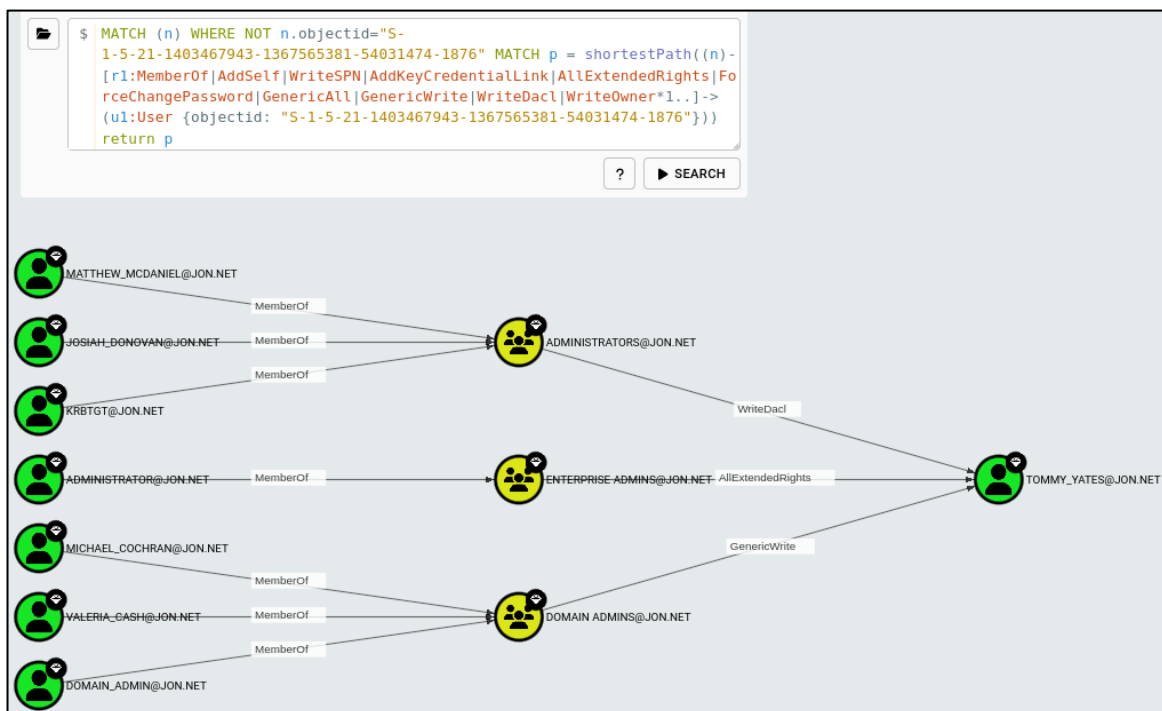 $ MATCH (n) WHERE NOT n.objectid="S-
1-5-21-1403467943-1367565381-54031474-1876" MATCH p = shortestPath((n)-
[r1:MemberOf|AddSelf|WriteSPN|AddKeyCredentialLink|AllExtendedRights|Fo
rceChangePassword|GenericAll|GenericWrite|WriteDacl|WriteOwner*1..]->
(u1:User {objectid: "S-1-5-21-1403467943-1367565381-54031474-1876"}))
return p
? SEARCH
MATTHEW_MCDANIEL@JON.NET
MemberOf
JOSIAH_DONOVAN@JON.NET
MemberOf
ADMINISTRATORS@JON.NET
MemberOf
KRBTGT@JON.NET
WriteDacl
ADMINISTRATOR@JON.NET
MemberOf
ENTERPRISE ADMINS@JON.NET
AllExtendedRights
TOMMY_YATES@JON.NET
MICHAEL_COCHRAN@JON.NET
GenericWrite
MemberOf
VALERIA_CASH@JON.NET
MemberOf
DOMAIN ADMINS@JON.NET
MemberOf
DOMAIN_ADMIN@JON.NET